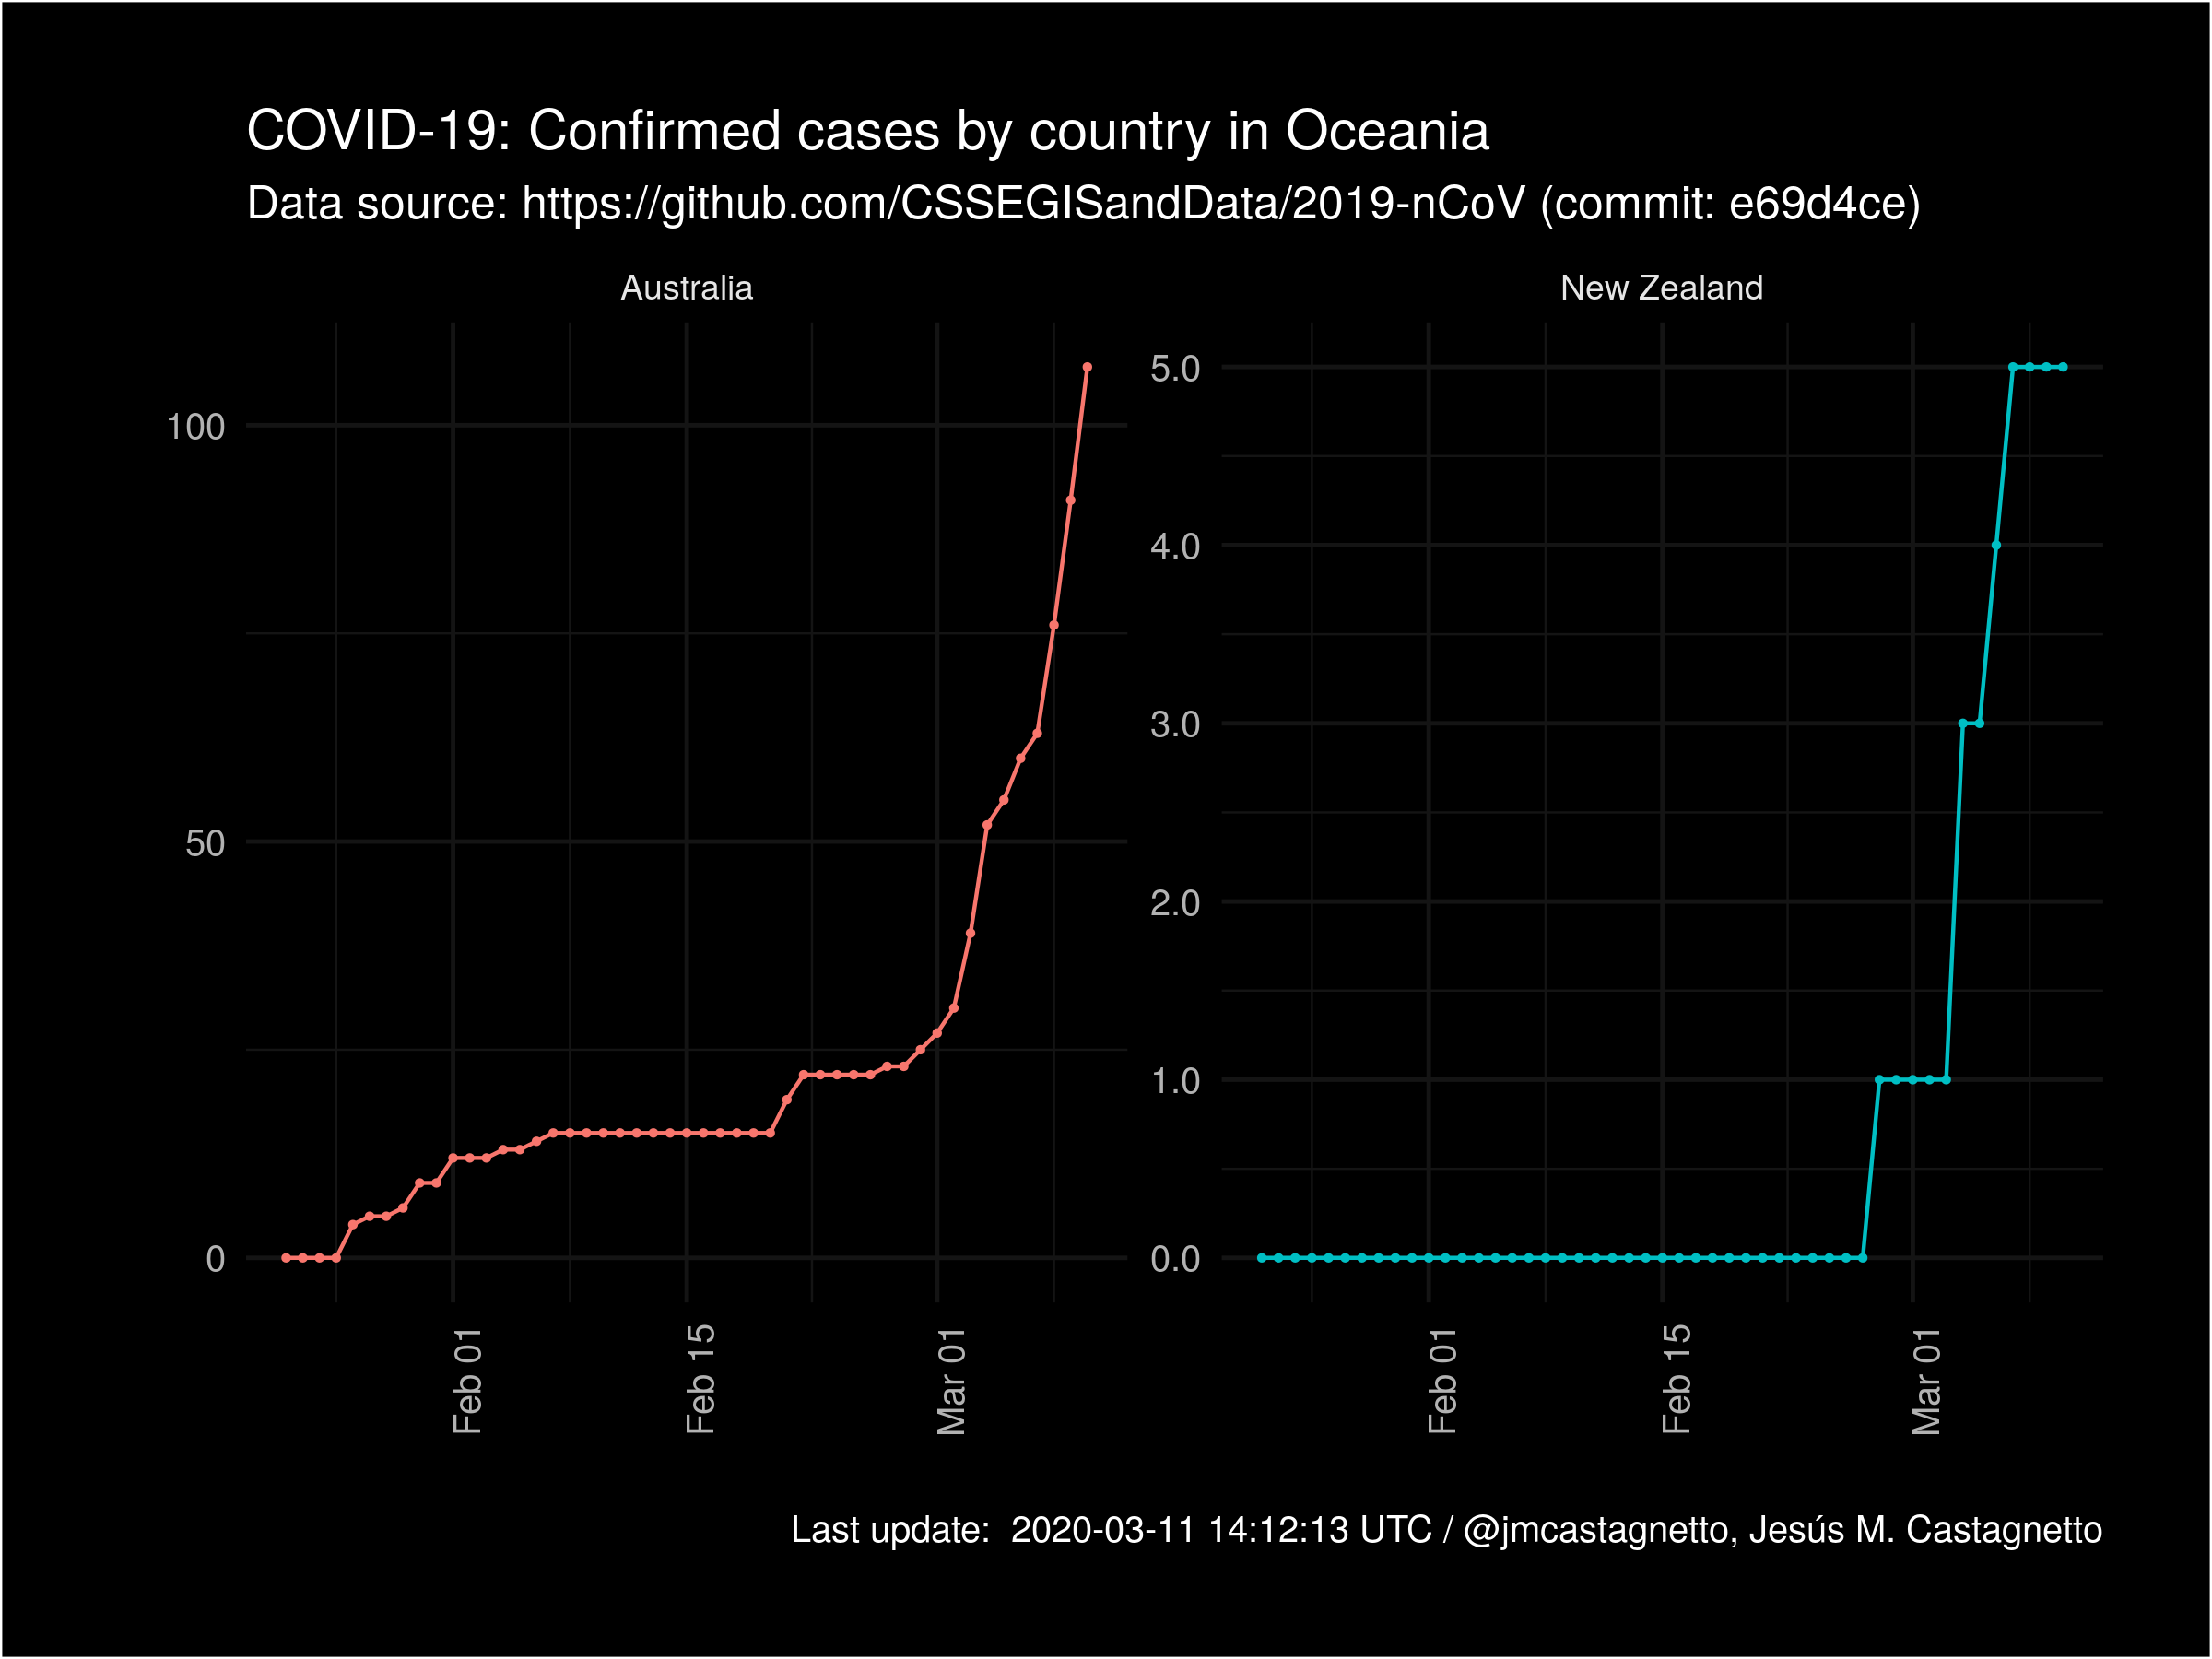 COVID-19: Confirmed cases by country in Oceania
Data source: https://github.com/CSSEGISandData/2019-nCoV (commit: e69d4ce)
Australia
100
50
0
Feb 01
Feb 15
Mar 01
New Zealand
5.0
4.0
3.0
2.0
1.0
0.0
Feb 01
Feb 15
Mar 01
Last update:  2020-03-11 14:12:13 UTC / @jmcastagnetto, Jesús M. Castagnetto